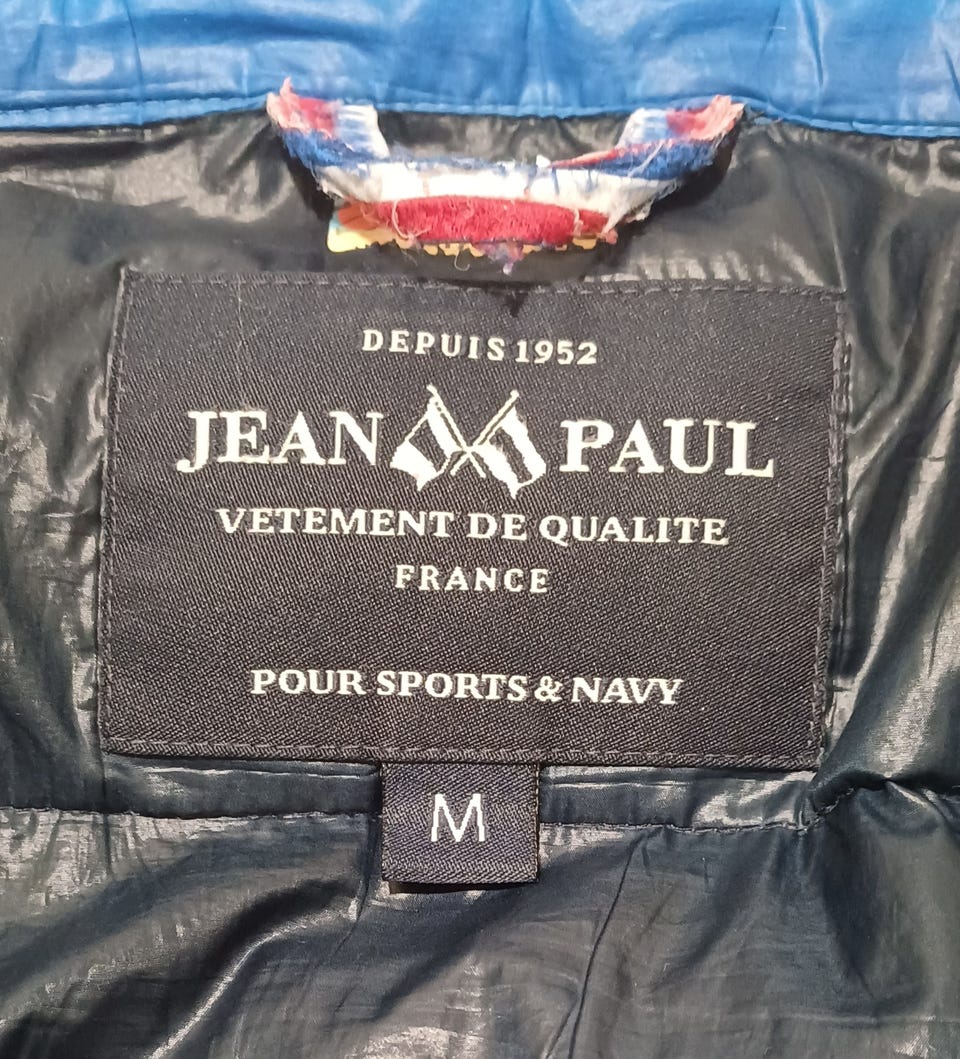 DEPUIS 1952
JEAN PAUL
VETEMENT DE QUALITE
FRANCE
POUR SPORTS & NAVY
M